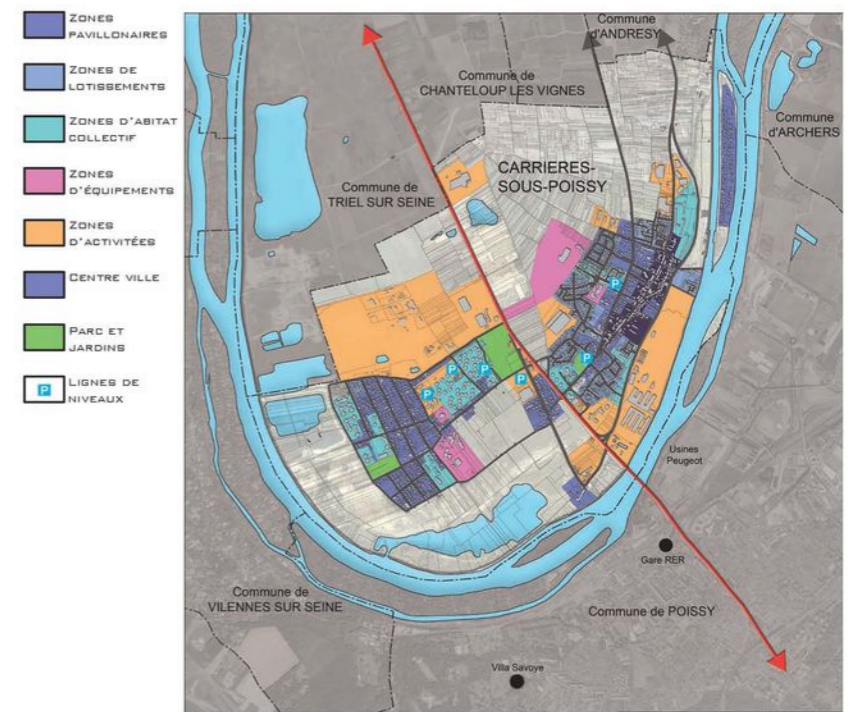 ZONES
PAVILLONAIRES
ZONES DE
LOTISSEMENTS
ZONES D'ABITAT
COLLECTIF
ZONES
D'ÉQUIPEMENTS
ZONES
D'ACTIVITÉES
CENTRE VILLE
PARC ET
JARDINS
P
LIGNES DE
NIVEAUX
Commune
d'ANDRESY
Commune de
CHANTELOUP LES VIGNES
Commune
d'ARCHERS
CARRIERES-
SOUS-POISSY
Commune de
TRIEL SUR SEINE
P
P
P
P
P
P
P
Usines
Peugeot
Gare RER
Commune de
VILENNES SUR SEINE
Commune de POISSY
Villa Savoye